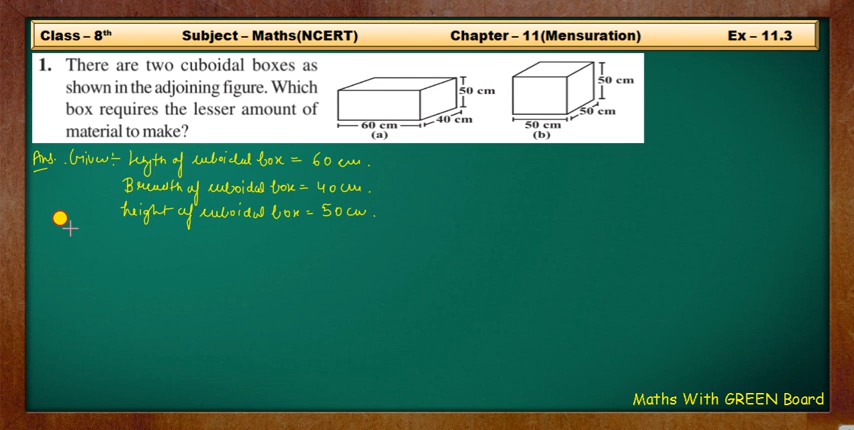 Class – 8th Subject – Maths(NCERT) Chapter – 11(Mensuration) Ex – 11.3
1. There are two cuboidal boxes as
shown in the adjoining figure. Which
box requires the lesser amount of
material to make?
50 cm
40 cm
60 cm
(a)
50 cm
50 cm
50 cm
(b)
Ans. Given:- length of cuboidal box = 60 cm.
Breadth of cuboidal box = 40 cm.
height of cuboidal box = 50 cm.
Maths With GREEN Board